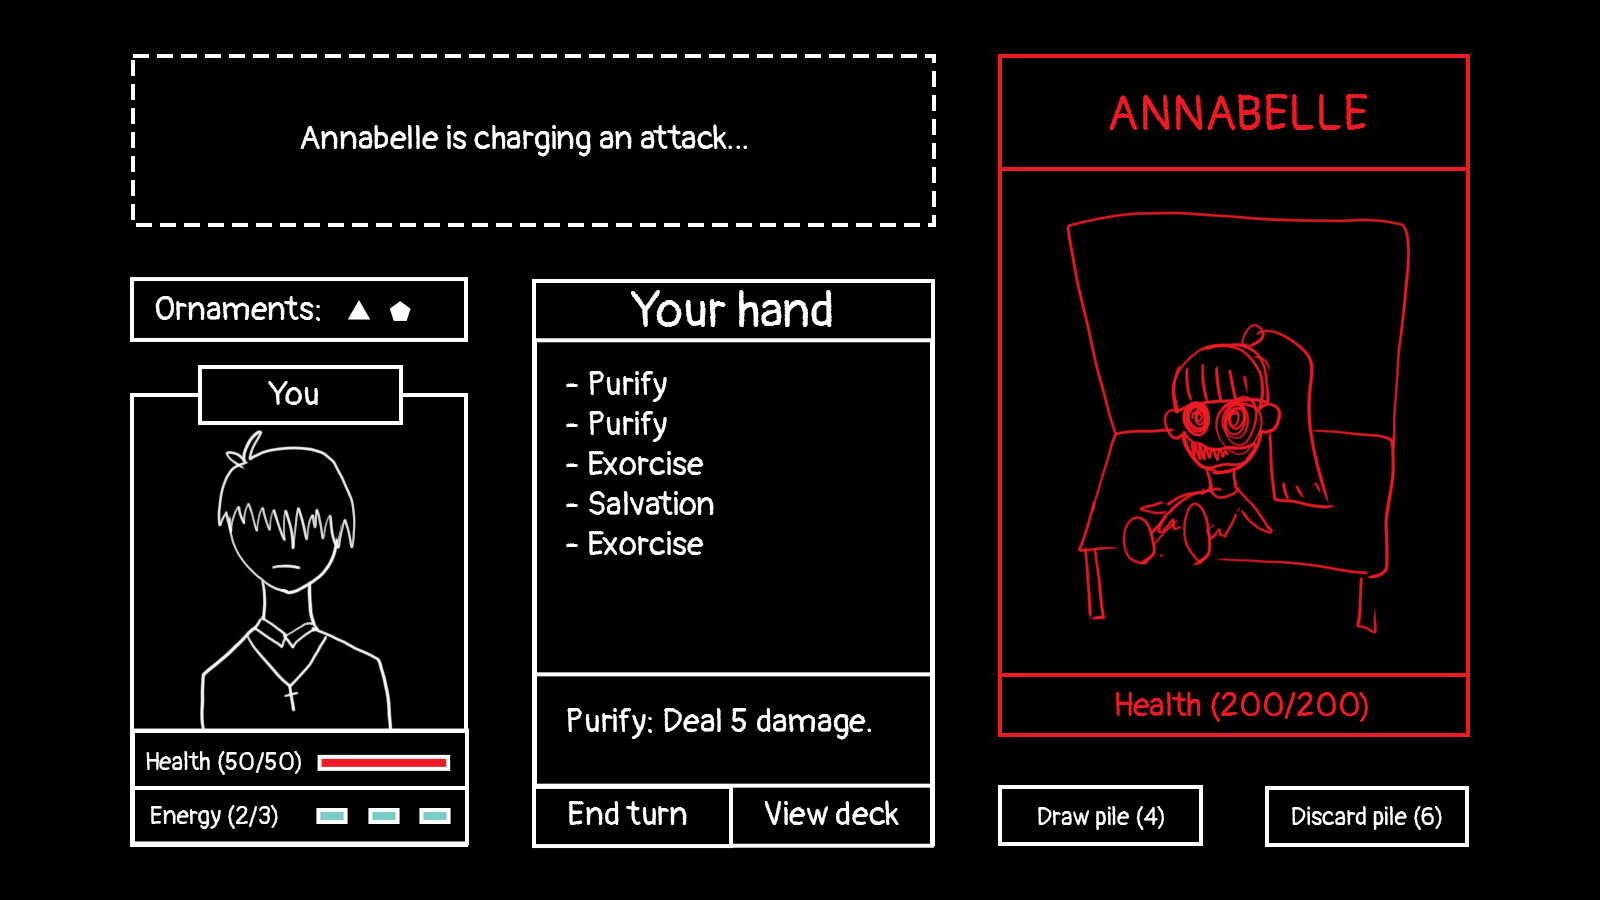 Annabelle is charging an attack...
ANNABELLE
Ornaments:
You
Health (50/50)
Energy (2/3)
Your hand
- Purify
- Purify
- Exorcise
- Salvation
- Exorcise
Purify: Deal 5 damage.
End turn
View deck
Health (200/200)
Draw pile (4)
Discard pile (6)